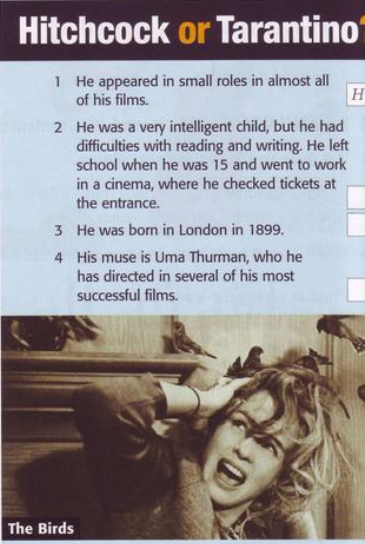 Hitchcock or Tarantino?
1 He appeared in small roles in almost all
of his films.
H
2 He was a very intelligent child, but he had
difficulties with reading and writing. He left
school when he was 15 and went to work
in a cinema, where he checked tickets at
the entrance.
3 He was born in London in 1899.
4 His muse is Uma Thurman, who he
has directed in several of his most
successful films.
The Birds